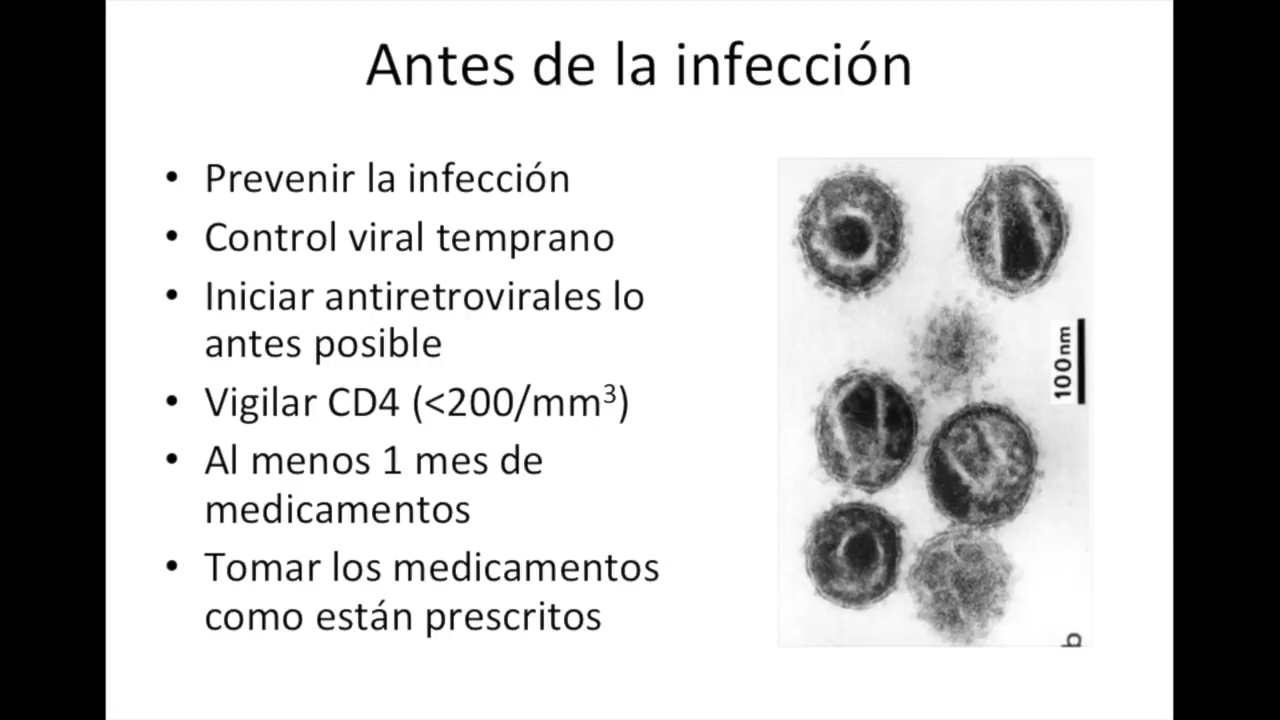 Antes de la infección
• Prevenir la infección
• Control viral temprano
• Iniciar antiretrovirales lo
antes posible
• Vigilar CD4 (<200/mm³)
• Al menos 1 mes de
medicamentos
• Tomar los medicamentos
como están prescritos
100nm
b